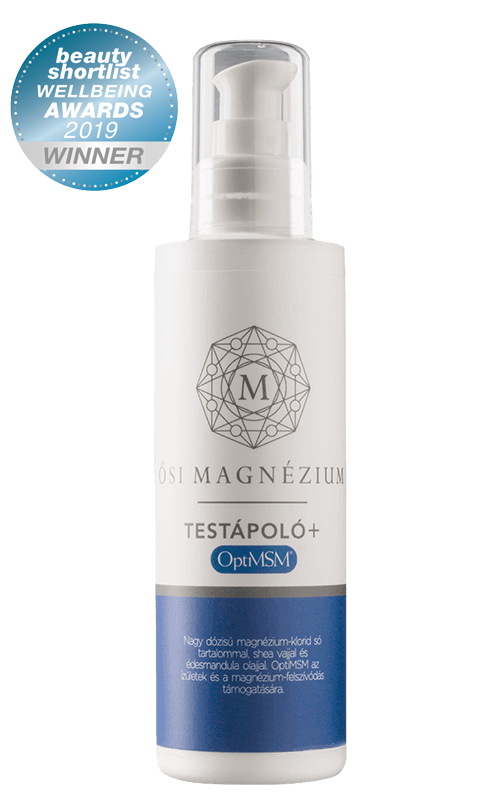 beauty
shortlist
WELLBEING
AWARDS
2019
WINNER
M
ŐSI MAGNÉZIUM
TESTÁPOLÓ+
OptiMSM®
Nagy dózisú magnézium-klorid só
tartalommal, shea vajjal és
édesmandula olajjal. OptiMSM az
ízületek és a magnézium-felszívódás
támogatására.